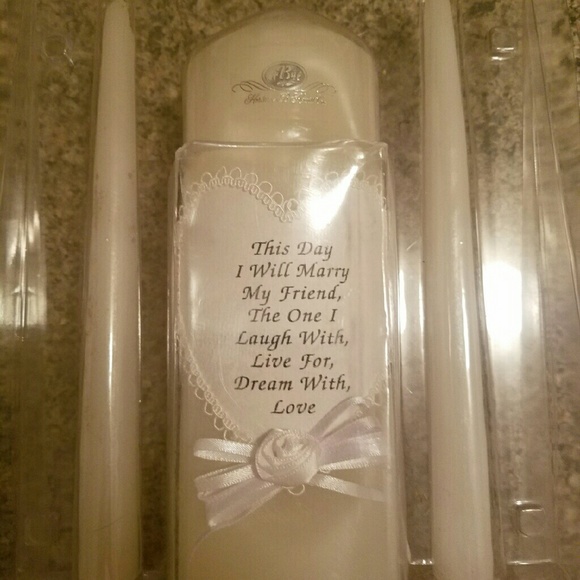 B
This Day
I Will Marry
My Friend,
The One I
Laugh With,
Live For,
Dream With,
Love